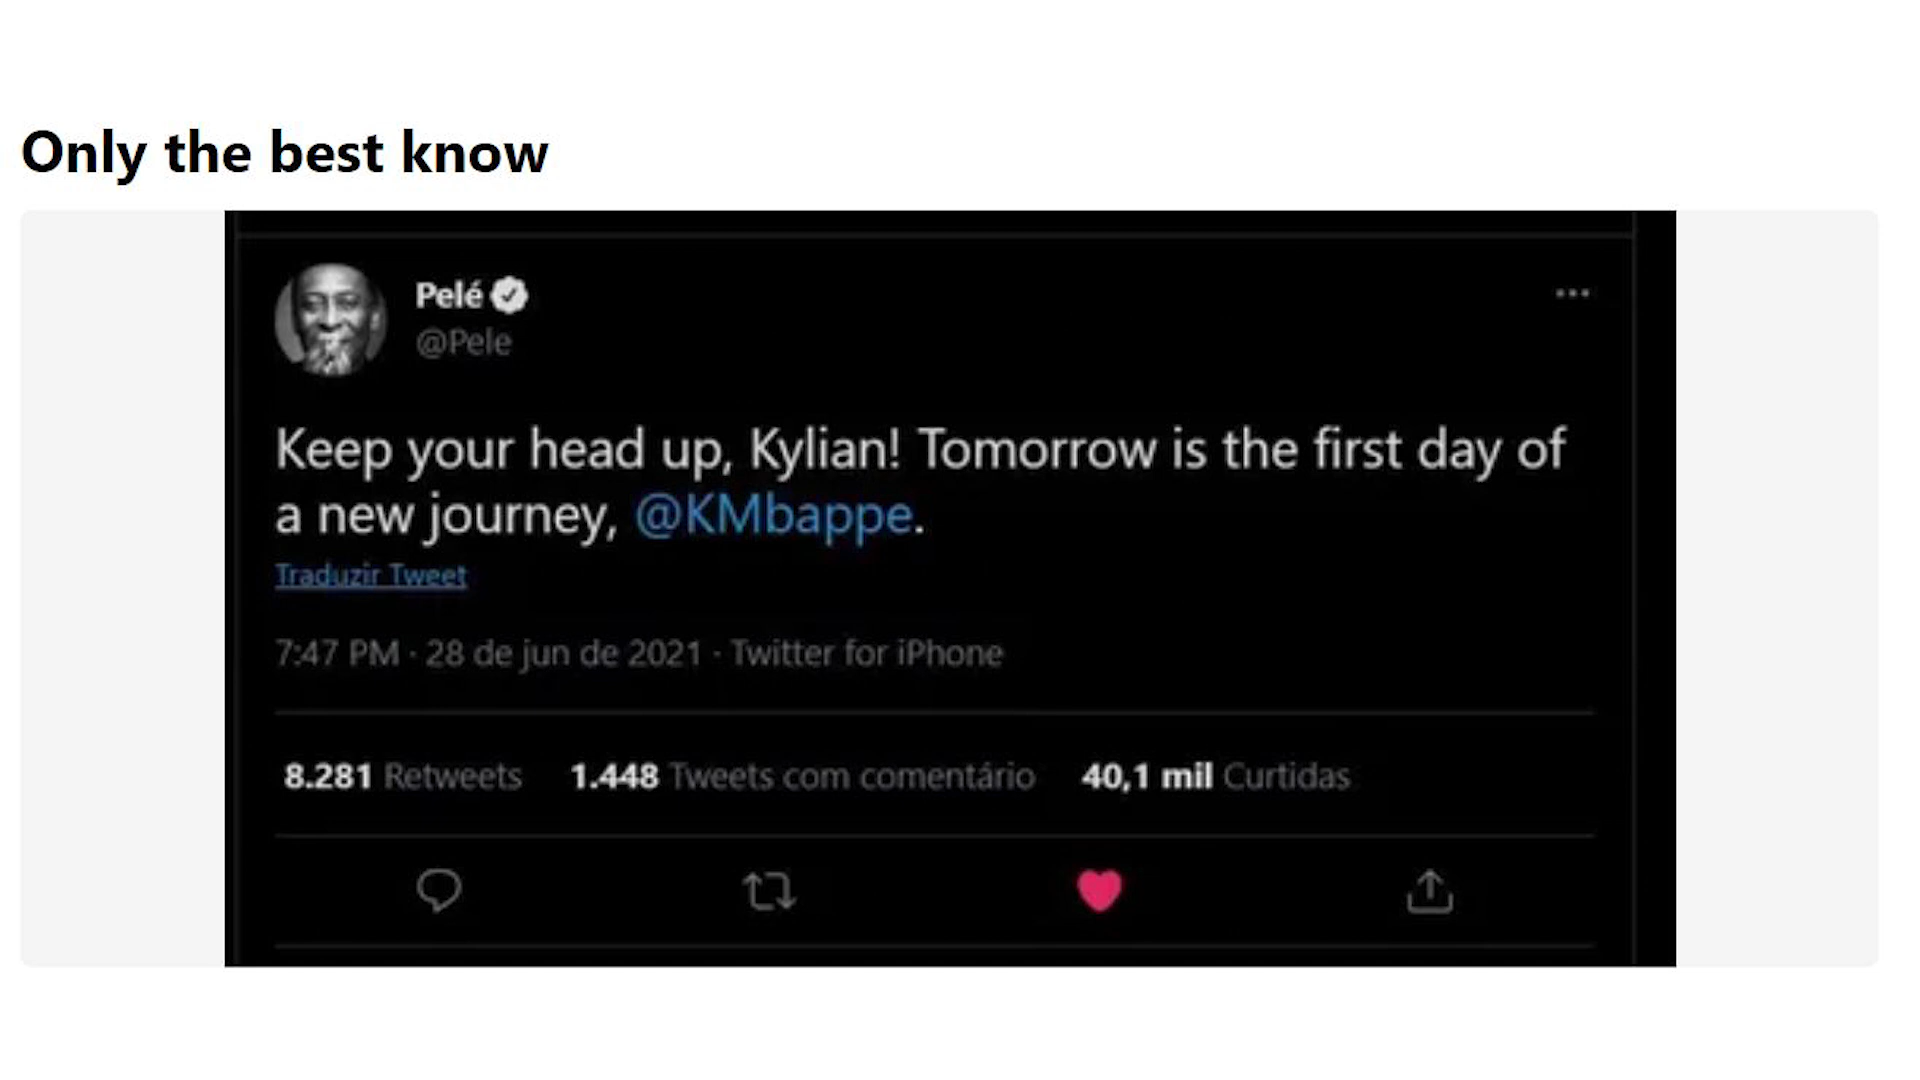 Only the best know
Pelé
@Pele
Keep your head up, Kylian! Tomorrow is the first day of
a new journey, @KMbappe.
Traduzir Tweet
7:47 PM · 28 de jun de 2021 · Twitter for iPhone
8.281 Retweets 1.448 Tweets com comentário 40,1 mil Curtidas